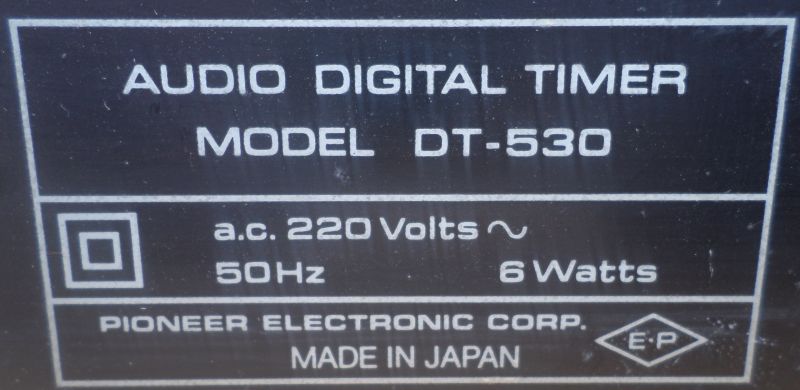 AUDIO DIGITAL TIMER
MODEL DT-530
a.c. 220 Volts ~
50Hz 6 Watts
PIONEER ELECTRONIC CORP.
MADE IN JAPAN
E·P